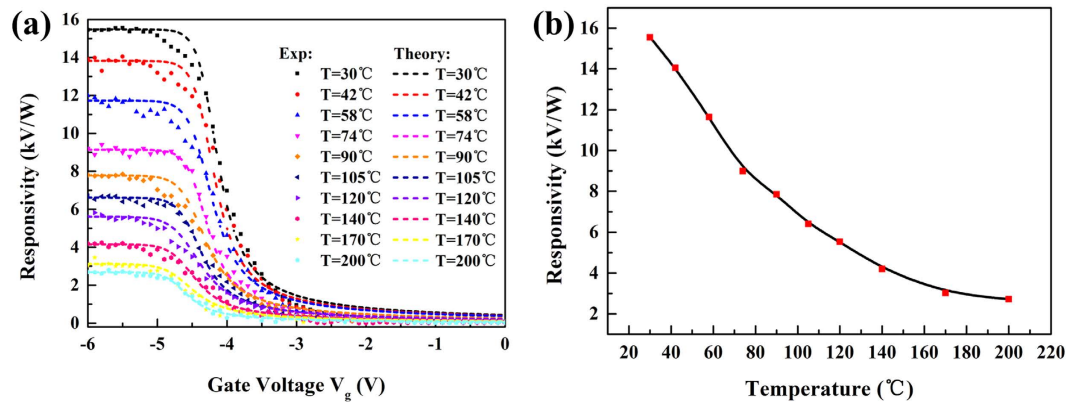 (a)
16
14
12
10
8
6
4
2
0
Responsivity (kV/W)
-6 -5 -4 -3 -2 -1 0
Gate Voltage Vg (V)
Exp: Theory:
T=30℃ T=30℃
T=42℃ T=42℃
T=58℃ T=58℃
T=74℃ T=74℃
T=90℃ T=90℃
T=105℃ T=105℃
T=120℃ T=120℃
T=140℃ T=140℃
T=170℃ T=170℃
T=200℃ T=200℃
(b)
16
14
12
10
8
6
4
2
Responsivity (kV/W)
20 40 60 80 100 120 140 160 180 200 220
Temperature (℃)